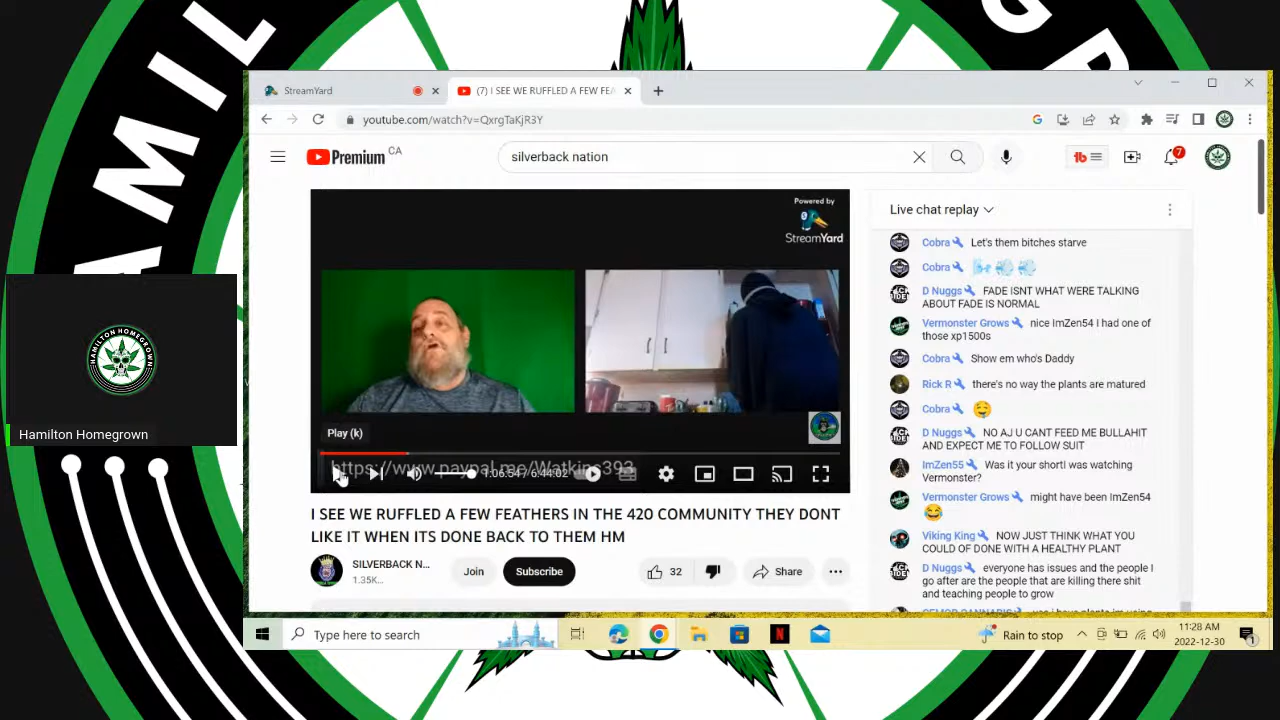 HAMIL
GR
StreamYard
(7) I SEE WE RUFFLED A FEW FEA
youtube.com/watch?v=QxrgTaKjR3Y
Premium CA
silverback nation
7
Powered by
StreamYard
Live chat replay
Cobra Let's them bitches starve
Cobra
D Nuggs FADE ISNT WHAT WERE TALKING
ABOUT FADE IS NORMAL
Vermonster Grows nice ImZen54 I had one of
those xp1500s
Cobra Show em who's Daddy
Rick R there's no way the plants are matured
Cobra
D Nuggs NO AJ U CANT FEED ME BULLAHIT
AND EXPECT ME TO FOLLOW SUIT
ImZen55 Was it your shortI was watching
Vermonster?
Vermonster Grows might have been ImZen54
Viking King NOW JUST THINK WHAT YOU
COULD OF DONE WITH A HEALTHY PLANT
D Nuggs everyone has issues and the people I
go after are the people that are killing there shit
and teaching people to grow
Play (k)
https://www.paypal.me/Watkins393
1:06:54 / 6:44:02
I SEE WE RUFFLED A FEW FEATHERS IN THE 420 COMMUNITY THEY DONT
LIKE IT WHEN ITS DONE BACK TO THEM HM
SILVERBACK N...
1.35K...
Join
Subscribe
32
Share
HAMILTON HOMEGROWN
Hamilton Homegrown
Type here to search
Rain to stop
11:28 AM
2022-12-30
1